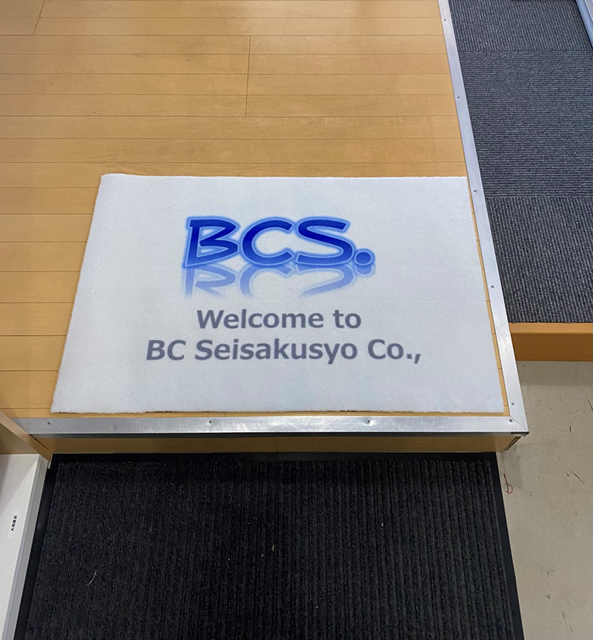 BCS.
Welcome to
BC Seisakusyo Co.,